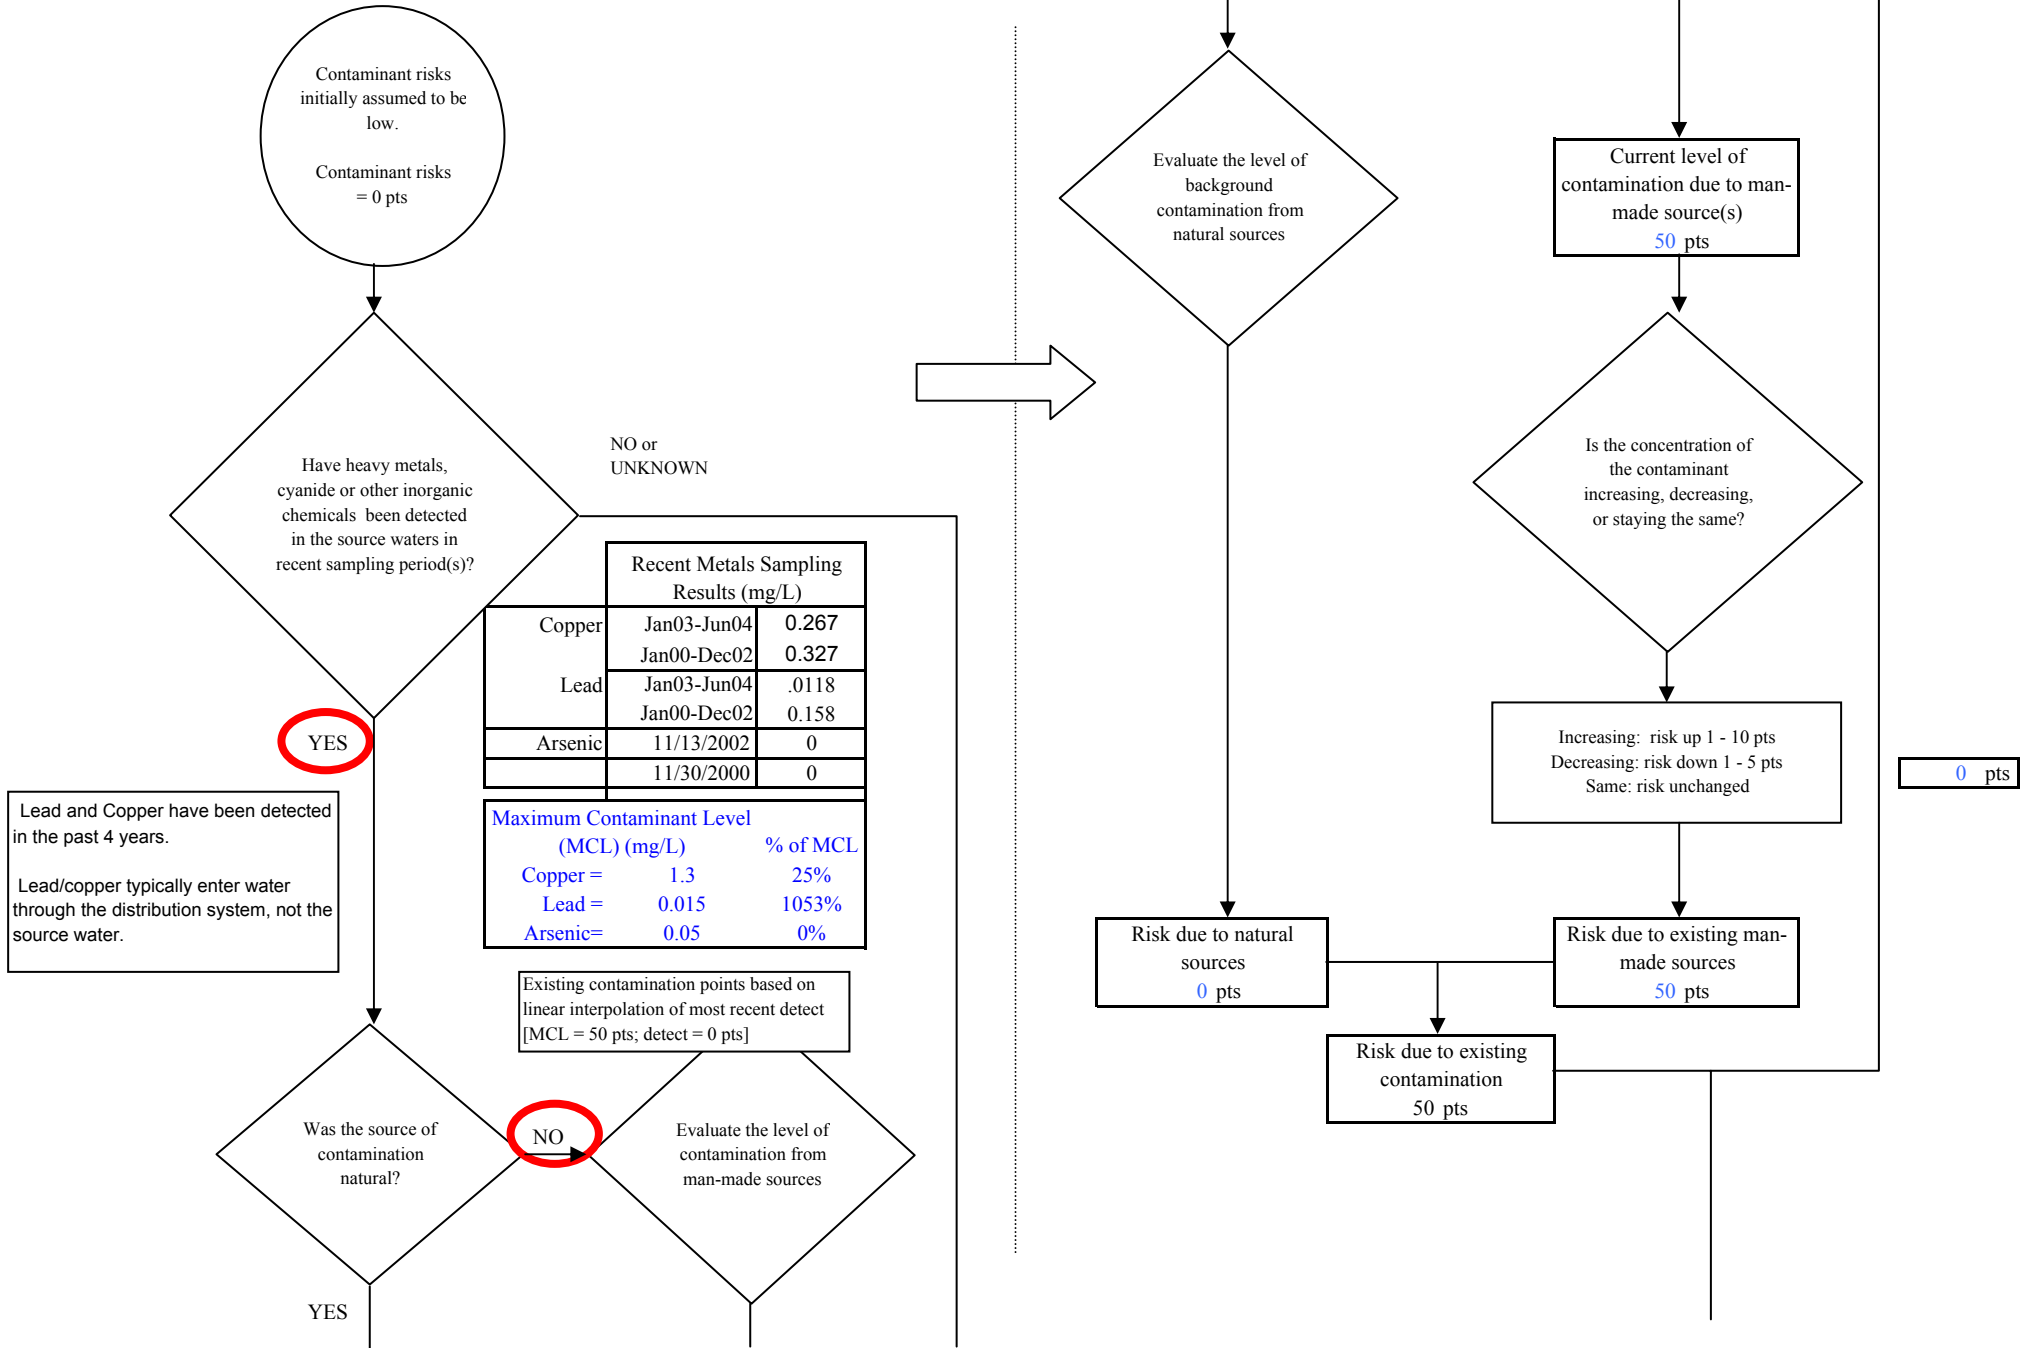 Contaminant risks
initially assumed to be
low.
Contaminant risks
= 0 pts
Have heavy metals,
cyanide or other inorganic
chemicals been detected
in the source waters in
recent sampling period(s)?
NO or
UNKNOWN
YES
Recent Metals Sampling
Results (mg/L)
Copper Jan03-Jun04 0.267
Jan00-Dec02 0.327
Lead Jan03-Jun04 .0118
Jan00-Dec02 0.158
Arsenic 11/13/2002 0
11/30/2000 0
Maximum Contaminant Level
(MCL) (mg/L) % of MCL
Copper = 1.3 25%
Lead = 0.015 1053%
Arsenic= 0.05 0%
Lead and Copper have been detected
in the past 4 years.
Lead/copper typically enter water
through the distribution system, not the
source water.
Existing contamination points based on
linear interpolation of most recent detect
[MCL = 50 pts; detect = 0 pts]
Was the source of
contamination
natural?
NO
Evaluate the level of
contamination from
man-made sources
YES
Evaluate the level of
background
contamination from
natural sources
Current level of
contamination due to man-
made source(s)
50 pts
Is the concentration of
the contaminant
increasing, decreasing,
or staying the same?
Increasing: risk up 1 - 10 pts
Decreasing: risk down 1 - 5 pts
Same: risk unchanged
0 pts
Risk due to natural
sources
0 pts
Risk due to existing man-
made sources
50 pts
Risk due to existing
contamination
50 pts